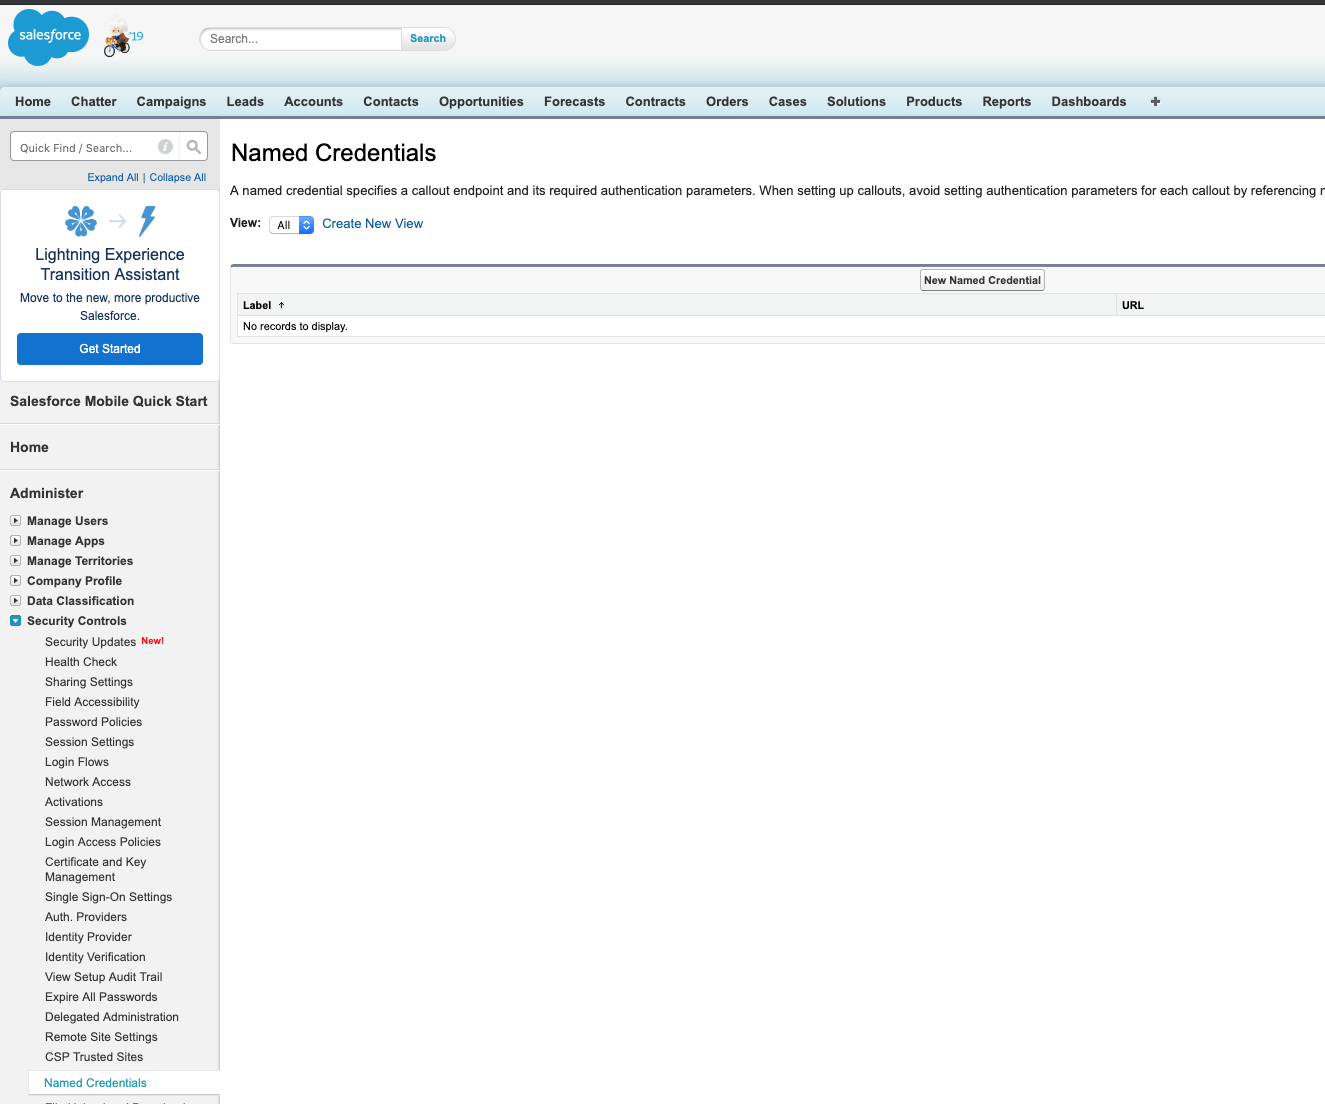 salesforce
'19
Search...
Search
Home Chatter Campaigns Leads Accounts Contacts Opportunities Forecasts Contracts Orders Cases Solutions Products Reports Dashboards +
Quick Find / Search...
Expand All | Collapse All
Lightning Experience
Transition Assistant
Move to the new, more productive
Salesforce.
Get Started
Salesforce Mobile Quick Start
Home
Administer
Manage Users
Manage Apps
Manage Territories
Company Profile
Data Classification
Security Controls
Security Updates New!
Health Check
Sharing Settings
Field Accessibility
Password Policies
Session Settings
Login Flows
Network Access
Activations
Session Management
Login Access Policies
Certificate and Key
Management
Single Sign-On Settings
Auth. Providers
Identity Provider
Identity Verification
View Setup Audit Trail
Expire All Passwords
Delegated Administration
Remote Site Settings
CSP Trusted Sites
Named Credentials
Named Credentials
A named credential specifies a callout endpoint and its required authentication parameters. When setting up callouts, avoid setting authentication parameters for each callout by referencing
View: All Create New View
New Named Credential
Label ↑ URL
No records to display.